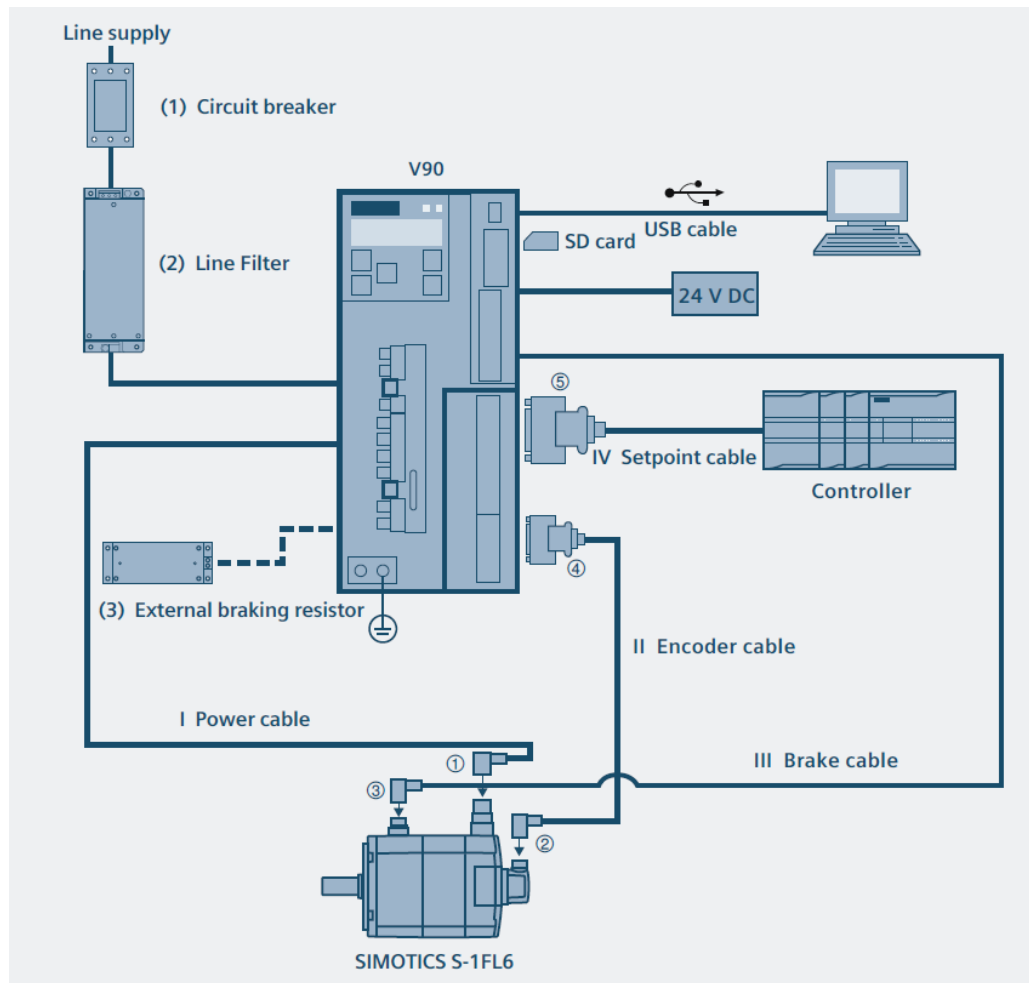 Line supply
(1) Circuit breaker
V90
SD card
USB cable
(2) Line Filter
24 V DC
⑤
IV Setpoint cable
Controller
④
(3) External braking resistor
II Encoder cable
I Power cable
①
III Brake cable
③
②
SIMOTICS S-1FL6